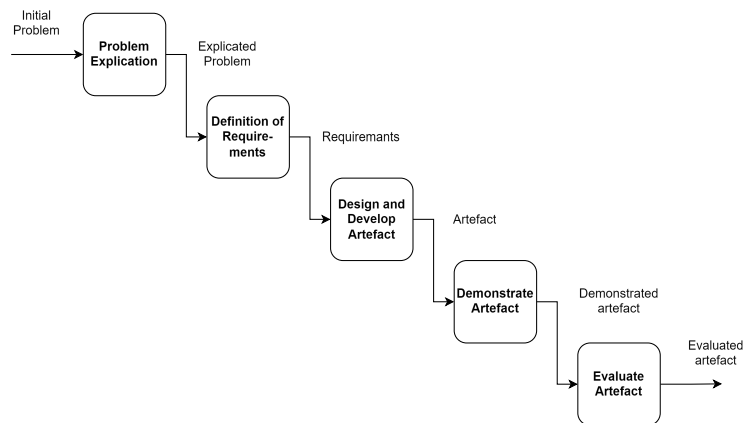 Initial
Problem
Problem
Explication
Explicated
Problem
Definition of
Require-
ments
Requiremants
Design and
Develop
Artefact
Artefact
Demonstrate
Artefact
Demonstrated
artefact
Evaluate
Artefact
Evaluated
artefact